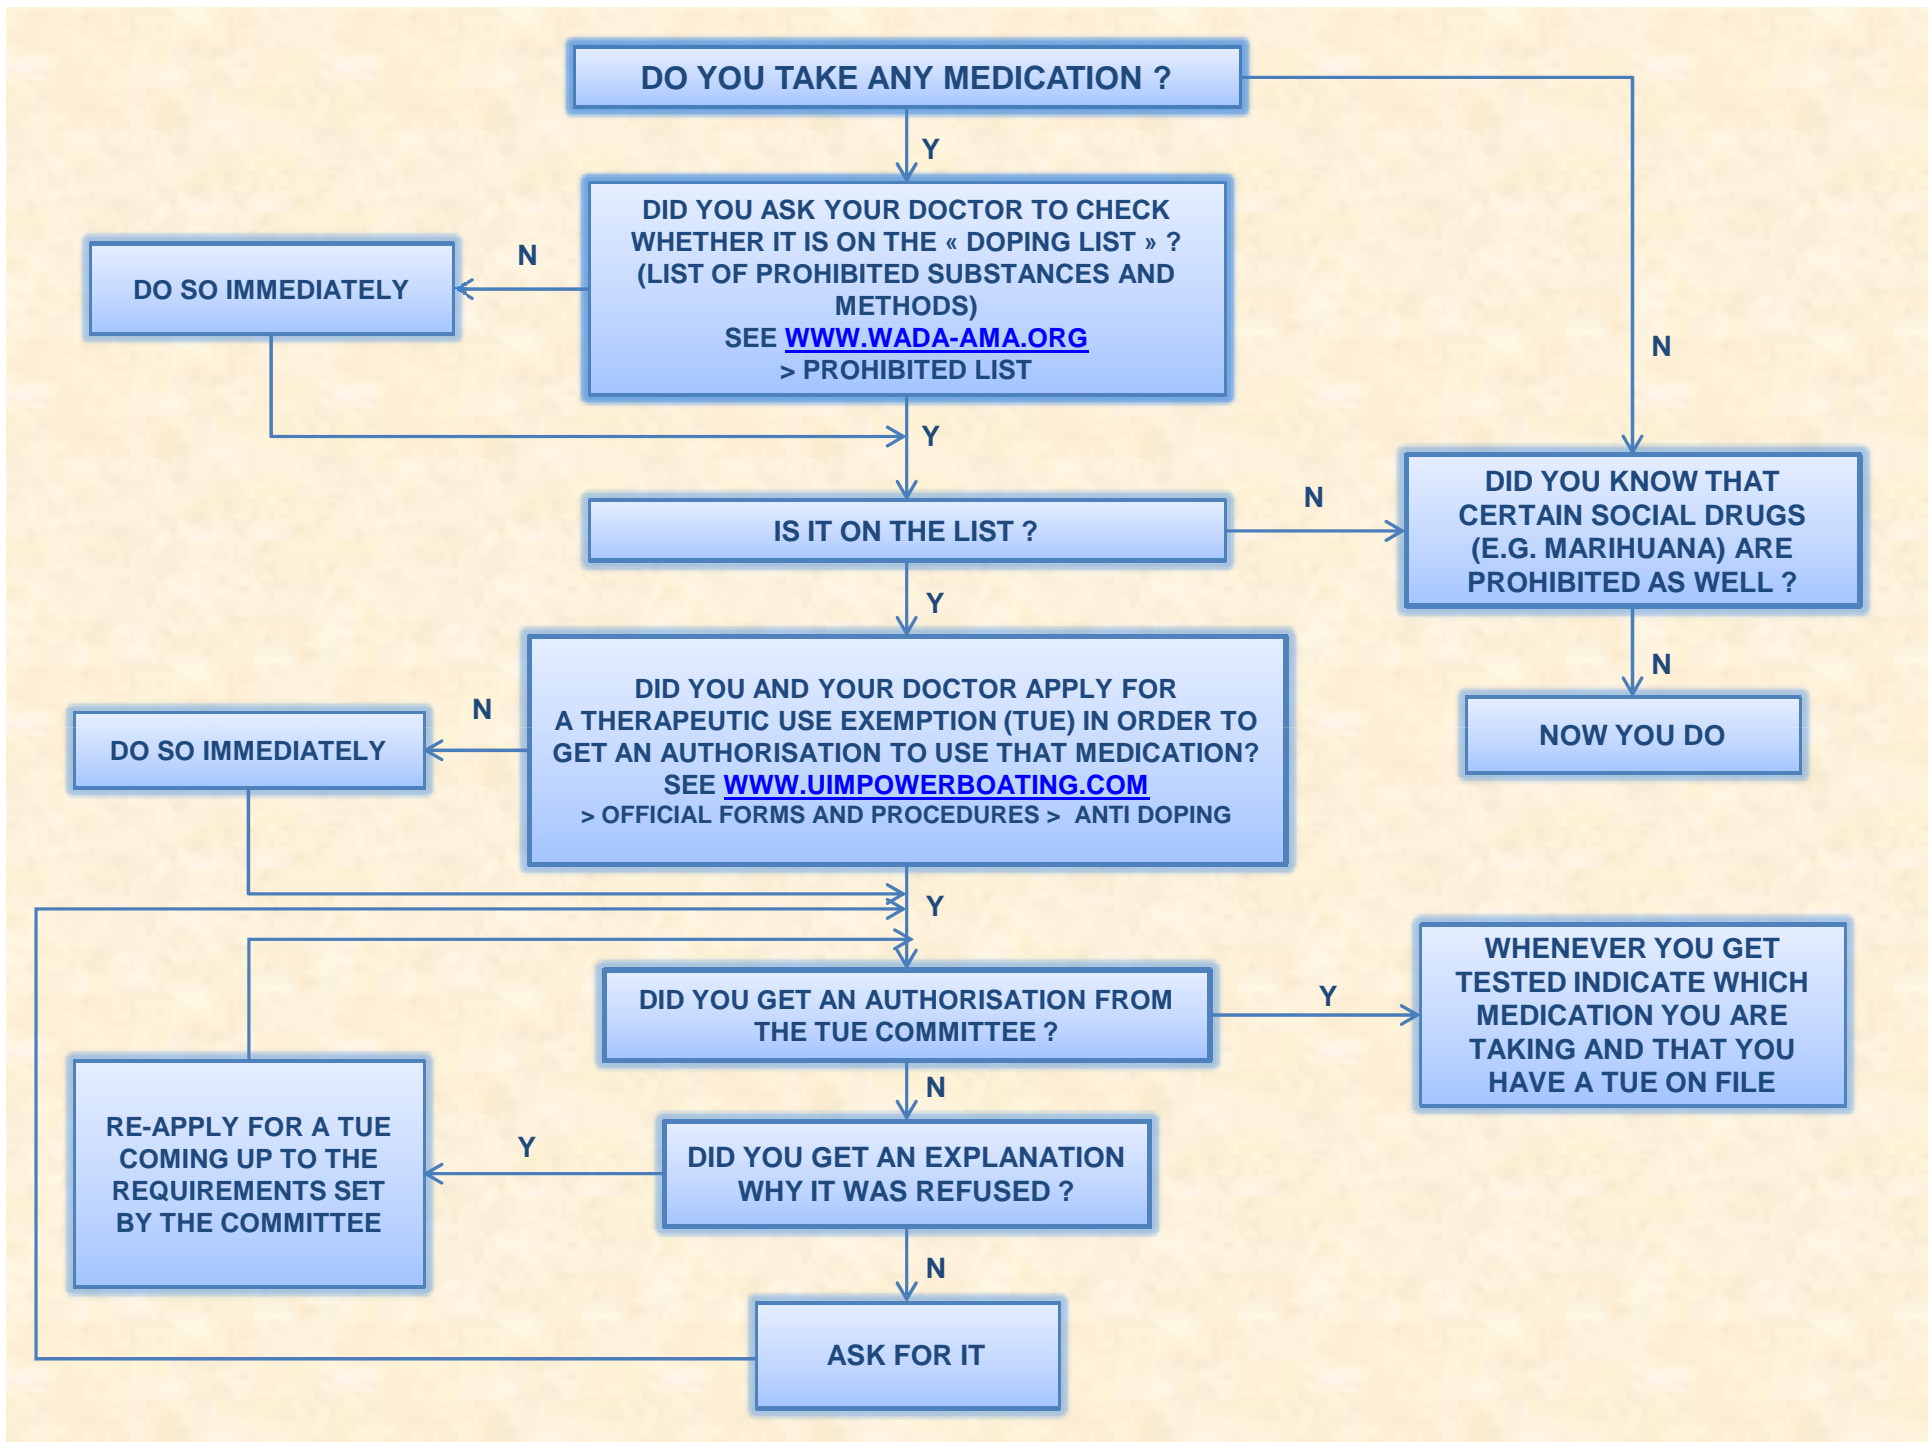 DO YOU TAKE ANY MEDICATION ?
Y
DID YOU ASK YOUR DOCTOR TO CHECK
WHETHER IT IS ON THE « DOPING LIST » ?
(LIST OF PROHIBITED SUBSTANCES AND
METHODS)
SEE WWW.WADA-AMA.ORG
> PROHIBITED LIST
N
DO SO IMMEDIATELY
N
Y
IS IT ON THE LIST ?
N
DID YOU KNOW THAT
CERTAIN SOCIAL DRUGS
(E.G. MARIHUANA) ARE
PROHIBITED AS WELL ?
N
NOW YOU DO
Y
DID YOU AND YOUR DOCTOR APPLY FOR
A THERAPEUTIC USE EXEMPTION (TUE) IN ORDER TO
GET AN AUTHORISATION TO USE THAT MEDICATION?
SEE WWW.UIMPOWERBOATING.COM
> OFFICIAL FORMS AND PROCEDURES > ANTI DOPING
N
DO SO IMMEDIATELY
Y
DID YOU GET AN AUTHORISATION FROM
THE TUE COMMITTEE ?
Y
WHENEVER YOU GET
TESTED INDICATE WHICH
MEDICATION YOU ARE
TAKING AND THAT YOU
HAVE A TUE ON FILE
N
DID YOU GET AN EXPLANATION
WHY IT WAS REFUSED ?
Y
RE-APPLY FOR A TUE
COMING UP TO THE
REQUIREMENTS SET
BY THE COMMITTEE
N
ASK FOR IT